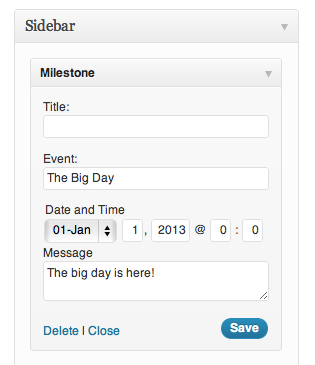 Sidebar
Milestone
Title:
Event:
The Big Day
Date and Time
01-Jan 1, 2013 @ 0 : 0
Message
The big day is here!
Delete | Close Save